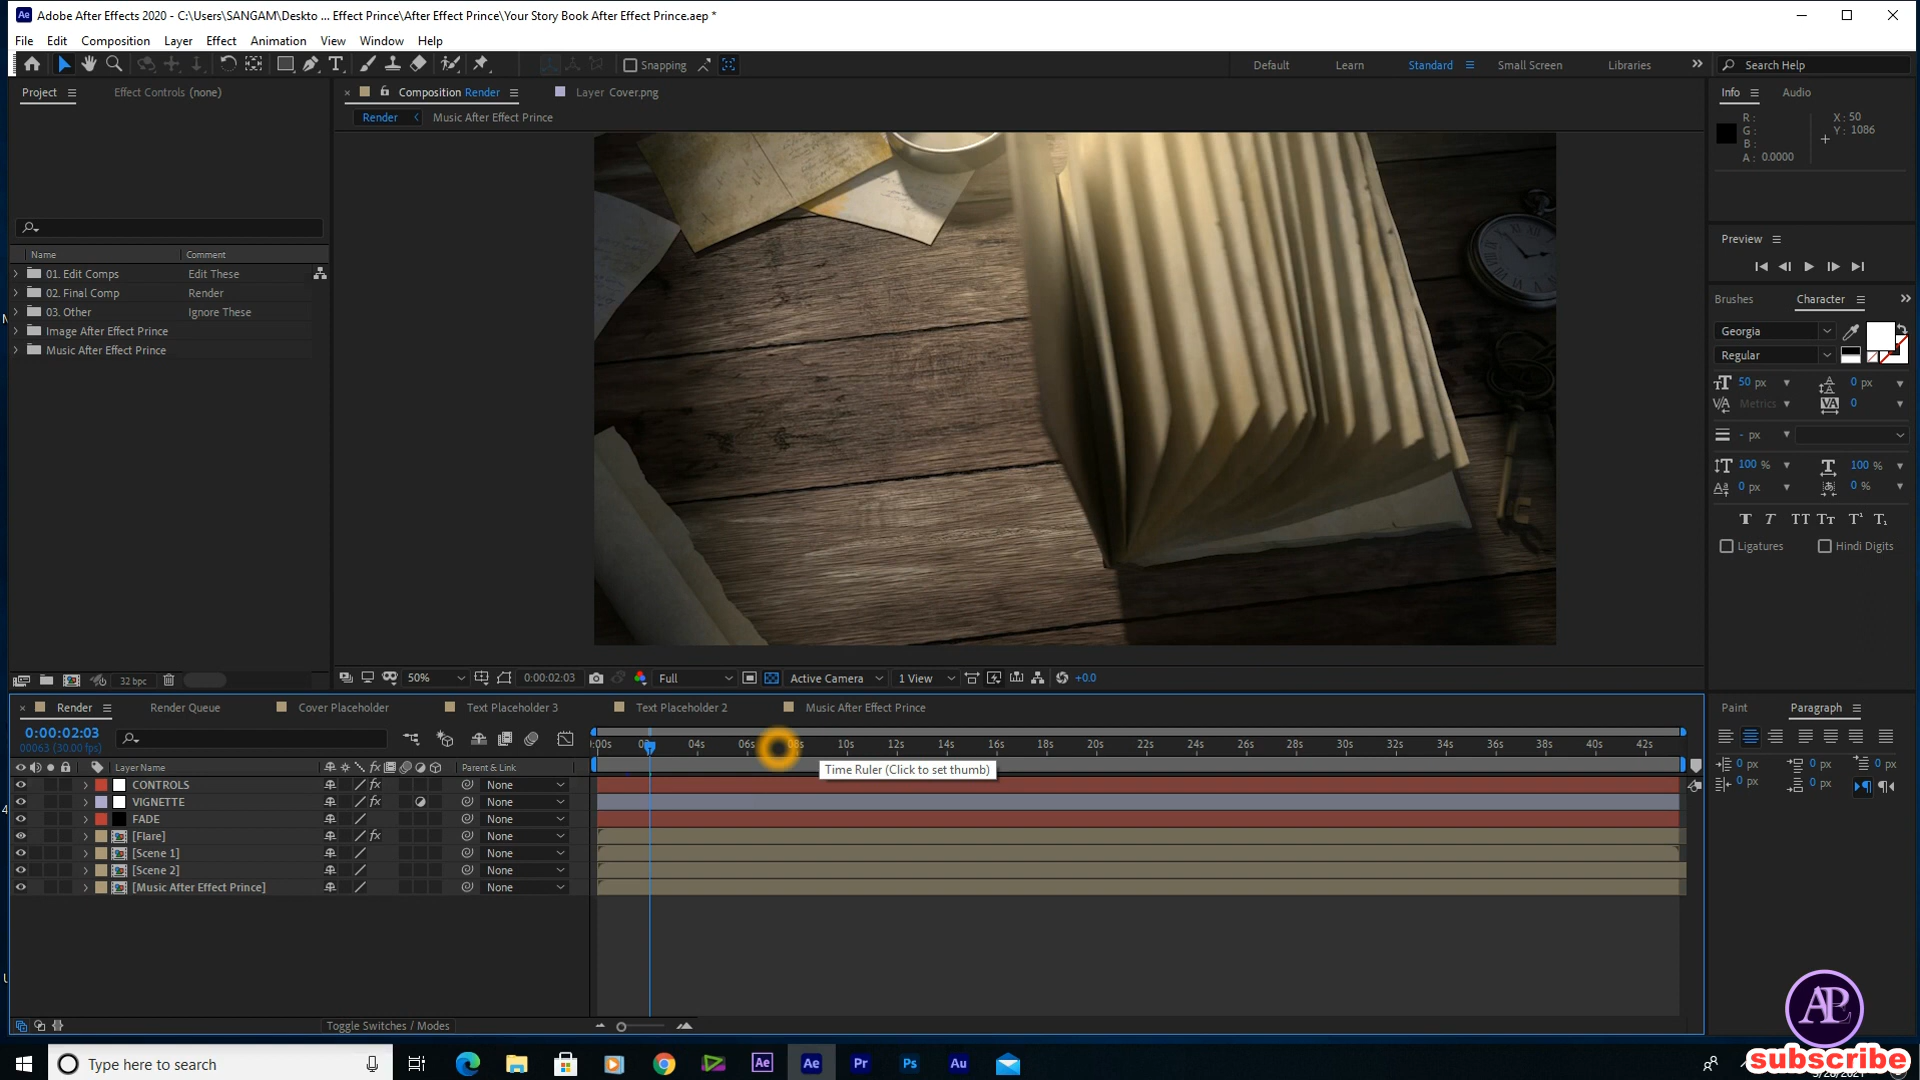 Adobe After Effects 2020 - C:\Users\SANGAM\Deskto ... Effect Prince\After Effect Prince\Your Story Book After Effect Prince.aep *
File Edit Composition Layer Effect Animation View Window Help
Snapping Default Learn Standard Small Screen Libraries Search Help
Project Effect Controls (none) Composition Render Layer Cover.png Info Audio
Render Music After Effect Prince
R: X: 50
G: Y: 1086
B:
A: 0.0000
Preview
Name Comment
01. Edit Comps Edit These
02. Final Comp Render
03. Other Ignore These
Image After Effect Prince
Music After Effect Prince
Brushes Character
Georgia
Regular
50 px 0 px
Metrics 0
- px
100 % 100 %
0 px 0 %
Ligatures Hindi Digits
32 bpc 50% 0:00:02:03 Full Active Camera 1 View +0.0
Render Render Queue Cover Placeholder Text Placeholder 3 Text Placeholder 2 Music After Effect Prince
Paint Paragraph
0:00:02:03
00063 (30.00 fps)
:00s 04s 06s 08s 10s 12s 14s 16s 18s 20s 22s 24s 26s 28s 30s 32s 34s 36s 38s 40s 42s
Layer Name Parent & Link
Time Ruler (Click to set thumb)
0 px 0 px 0 px
0 px 0 px
CONTROLS None
VIGNETTE None
FADE None
[Flare] None
[Scene 1] None
[Scene 2] None
[Music After Effect Prince] None
Toggle Switches / Modes
Type here to search
Ae Ae Pr Ps Au
subscribe